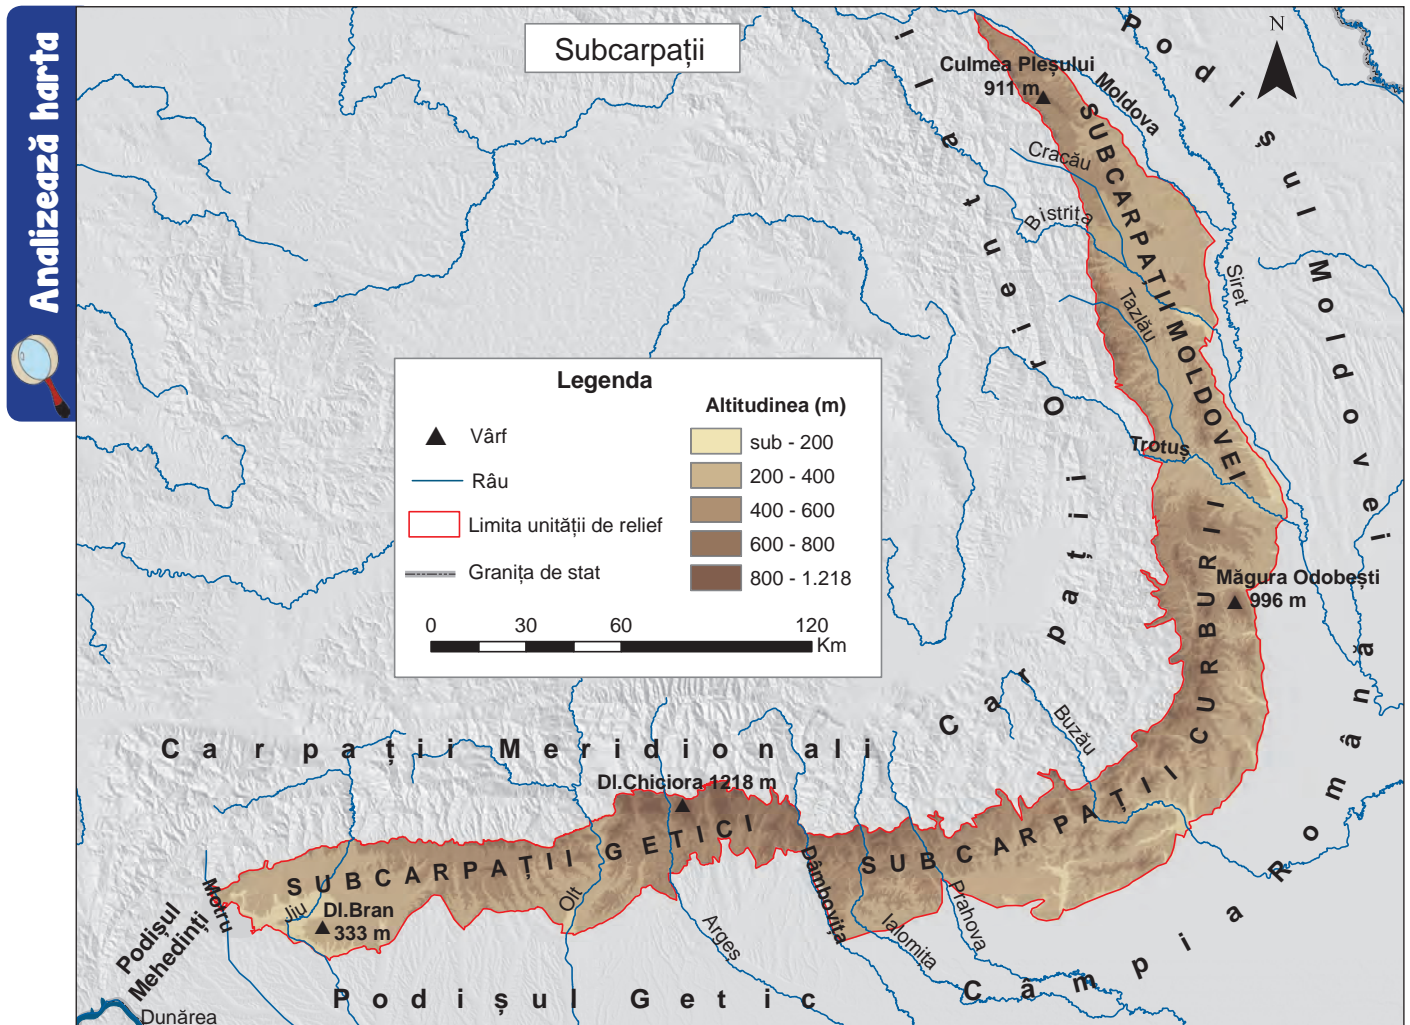 Analizează harta
Subcarpații
N
Podișul Moldovei
Culmea Pleșului
911 m
Moldova
Cracău
Bistrița
Siret
Tazlău
Trotuș
SUBCARPAȚII MOLDOVEI
Carpații Orientali
Măgura Odobești
996 m
Buzău
SUBCARPAȚII CURBURII
Câmpia Română
Legenda
Vârf
Râu
Limita unității de relief
Granița de stat
Altitudinea (m)
sub - 200
200 - 400
400 - 600
600 - 800
800 - 1.218
0 30 60 120
Km
Carpații Meridionali
Dl.Chiciora 1218 m
SUBCARPAȚII GETICI
Motru
Jiu
Dl.Bran
333 m
Olt
Argeș
Dâmbovița
Ialomița
Prahova
Podișul
Mehedinți
Podișul Getic
Dunărea